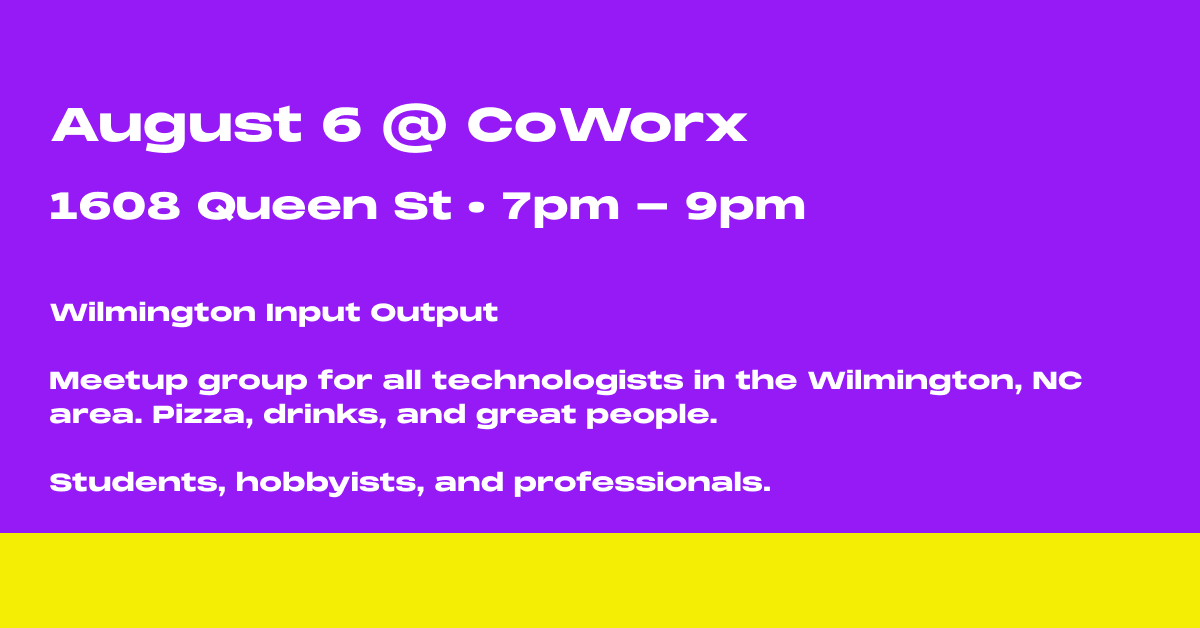 August 6 @ CoWorx
1608 Queen St • 7pm – 9pm
Wilmington Input Output
Meetup group for all technologists in the Wilmington, NC
area. Pizza, drinks, and great people.
Students, hobbyists, and professionals.